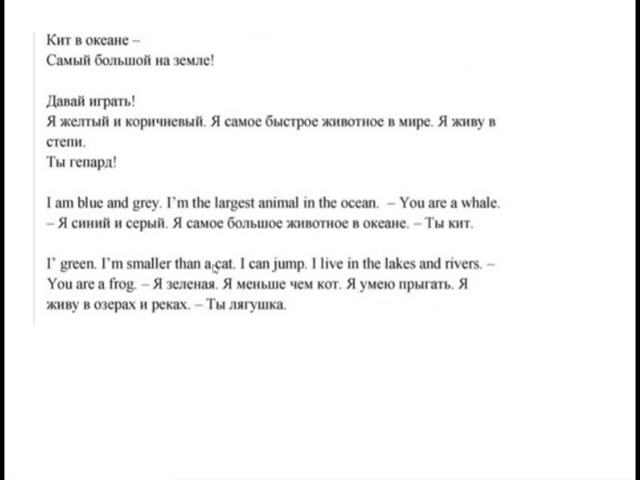 Кит в океане –
Самый большой на земле!
Давай играть!
Я желтый и коричневый. Я самое быстрое животное в мире. Я живу в
степи.
Ты гепард!
I am blue and grey. I'm the largest animal in the ocean. – You are a whale.
– Я синий и серый. Я самое большое животное в океане. – Ты кит.
I' green. I'm smaller than a cat. I can jump. I live in the lakes and rivers. –
You are a frog. – Я зеленая. Я меньше чем кот. Я умею прыгать. Я
живу в озерах и реках. – Ты лягушка.